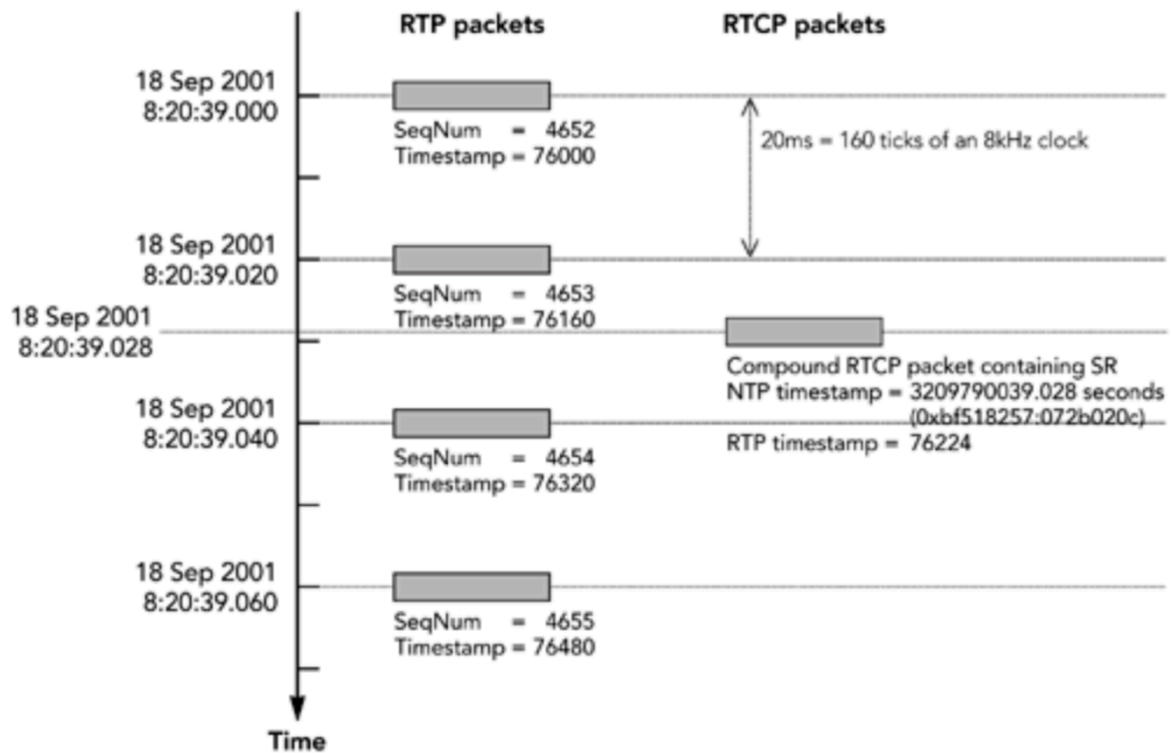 RTP packets
RTCP packets
18 Sep 2001
8:20:39.000
SeqNum = 4652
Timestamp = 76000
20ms = 160 ticks of an 8kHz clock
18 Sep 2001
8:20:39.020
SeqNum = 4653
Timestamp = 76160
18 Sep 2001
8:20:39.028
Compound RTCP packet containing SR
NTP timestamp = 3209790039.028 seconds
(0xbf518257:072b020c)
RTP timestamp = 76224
18 Sep 2001
8:20:39.040
SeqNum = 4654
Timestamp = 76320
18 Sep 2001
8:20:39.060
SeqNum = 4655
Timestamp = 76480
Time